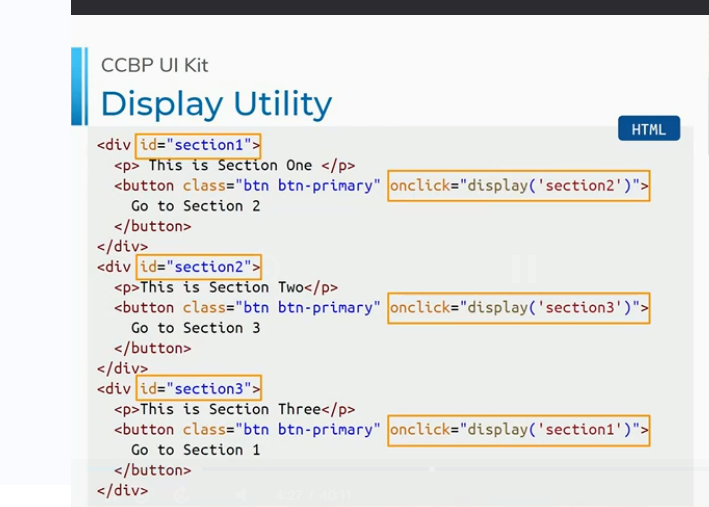 CCBP UI Kit
Display Utility
HTML
<div id="section1">
<p> This is Section One </p>
<button class="btn btn-primary" onclick="display('section2')">
Go to Section 2
</button>
</div>
<div id="section2">
<p>This is Section Two</p>
<button class="btn btn-primary" onclick="display('section3')">
Go to Section 3
</button>
</div>
<div id="section3">
<p>This is Section Three</p>
<button class="btn btn-primary" onclick="display('section1')">
Go to Section 1
</button>
</div>